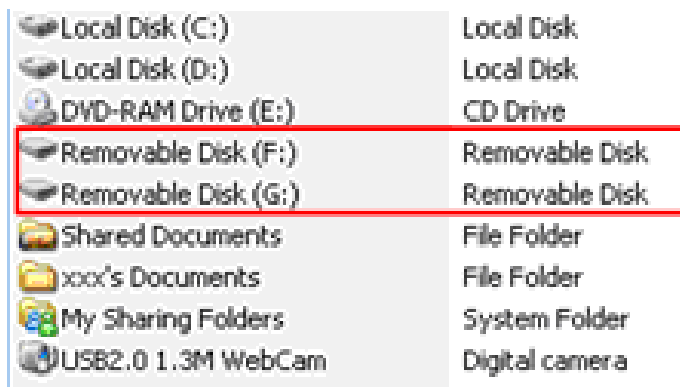 Local Disk (C:) Local Disk
Local Disk (D:) Local Disk
DVD-RAM Drive (E:) CD Drive
Removable Disk (F:) Removable Disk
Removable Disk (G:) Removable Disk
Shared Documents File Folder
xxx's Documents File Folder
My Sharing Folders System Folder
USB2.0 1.3M WebCam Digital camera